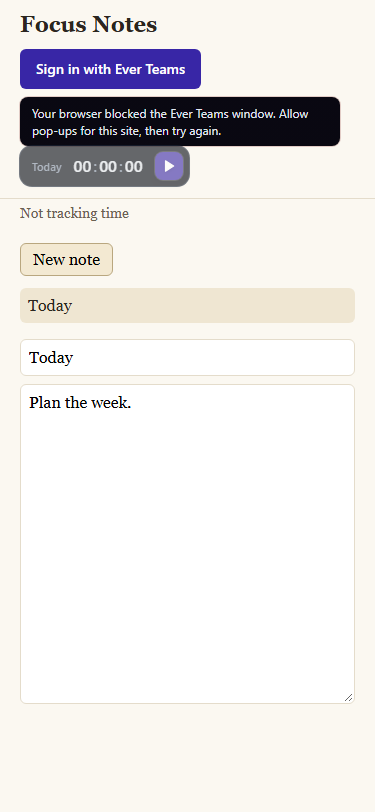 Focus Notes
Sign in with Ever Teams
Your browser blocked the Ever Teams window. Allow
pop-ups for this site, then try again.
Today 00:00:00
Not tracking time
New note
Today
Today
Plan the week.